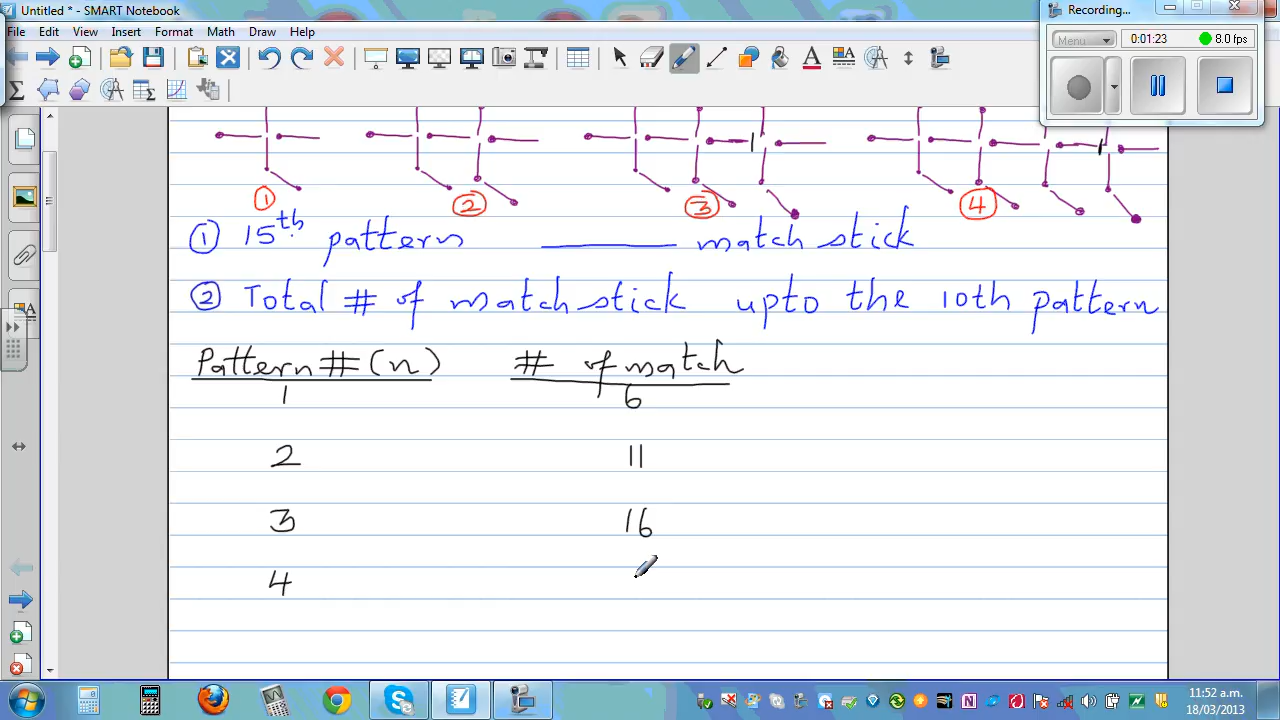 Untitled * - SMART Notebook
Recording...
File Edit View Insert Format Math Draw Help
Menu 0:01:23 8.0 fps
1 2 3 4
1 15th pattern ______ match stick
2 Total # of match stick upto the 10th pattern
Pattern # (n) # of match
1 6
2 11
3 16
4
11:52 a.m.
18/03/2013